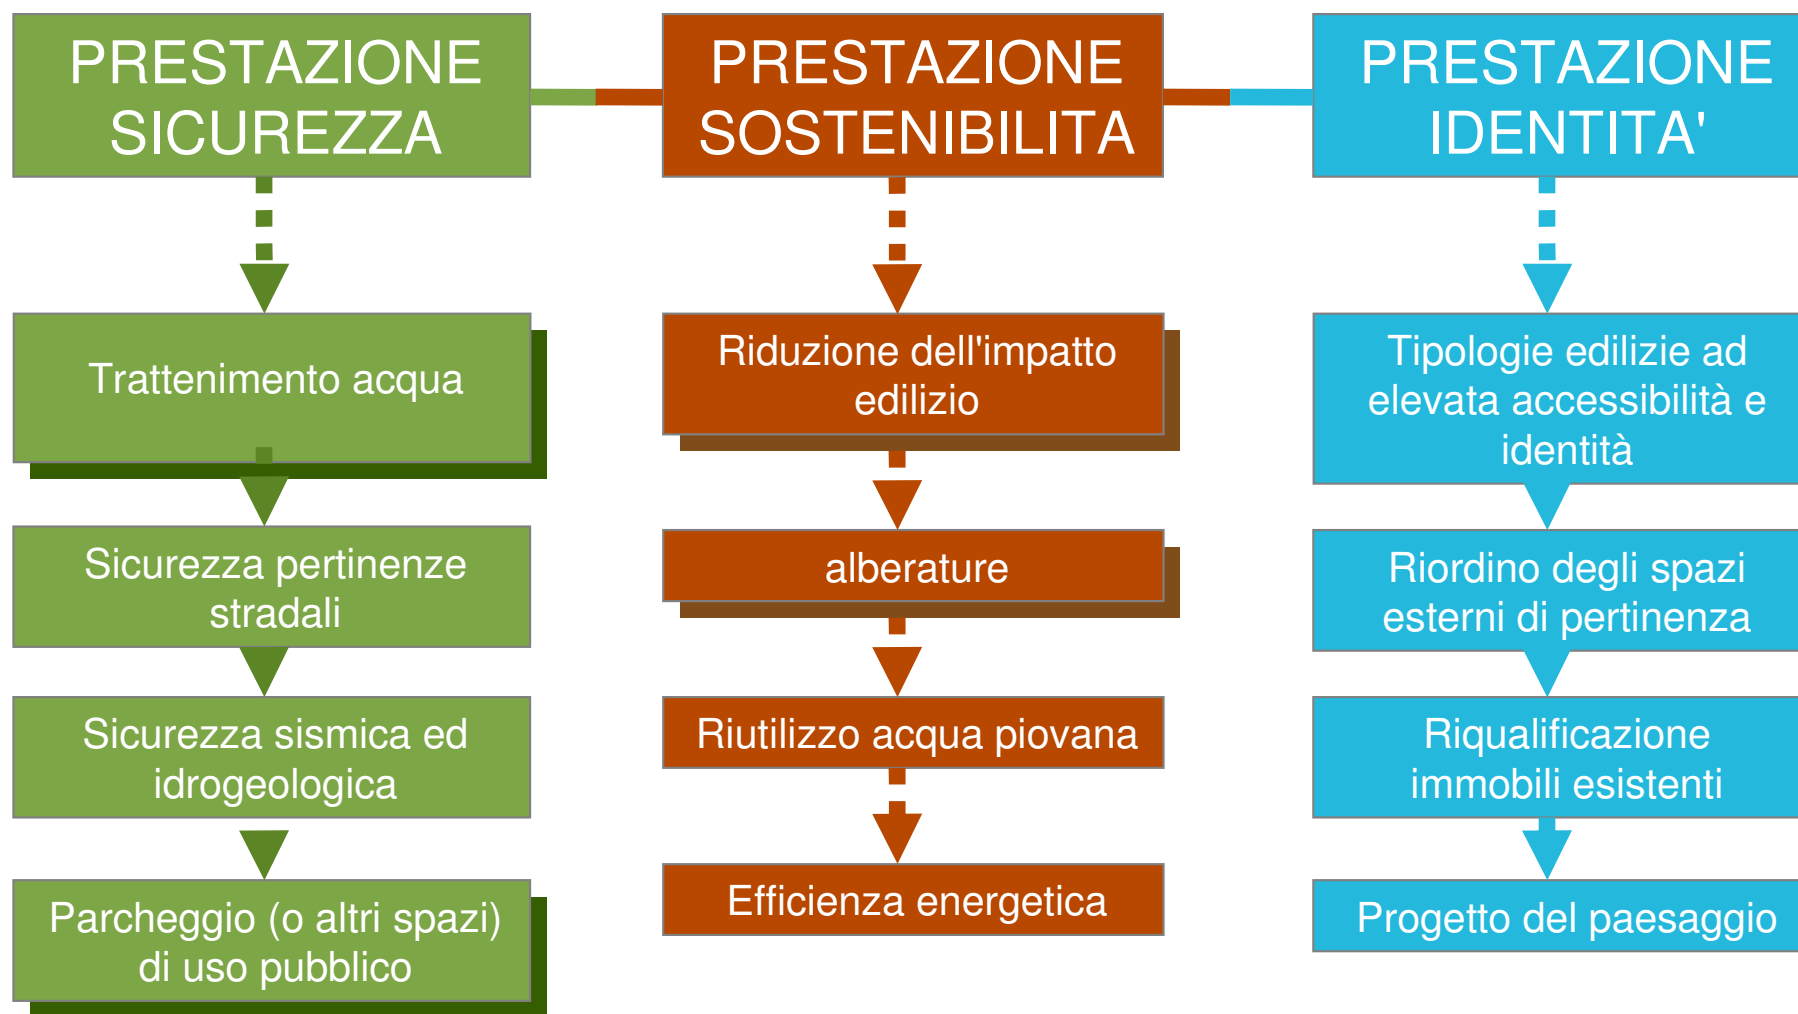 PRESTAZIONE
SICUREZZA
Trattenimento acqua
Sicurezza pertinenze
stradali
Sicurezza sismica ed
idrogeologica
Parcheggio (o altri spazi)
di uso pubblico
PRESTAZIONE
SOSTENIBILITA
Riduzione dell'impatto
edilizio
alberature
Riutilizzo acqua piovana
Efficienza energetica
PRESTAZIONE
IDENTITA'
Tipologie edilizie ad
elevata accessibilità e
identità
Riordino degli spazi
esterni di pertinenza
Riqualificazione
immobili esistenti
Progetto del paesaggio